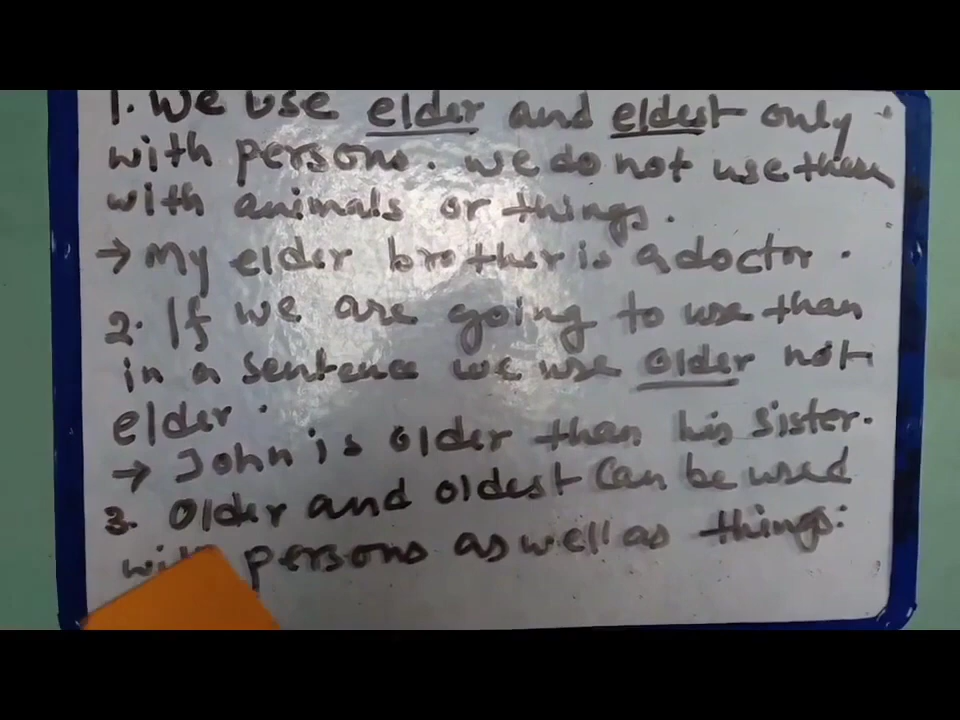 1. We use elder and eldest only
with persons. we do not use them
with animals or things.
→ My elder brother is a doctor.
2. If we are going to use than
in a sentence we use older not
elder.
→ John is older than his sister.
3. Older and oldest can be used
with persons as well as things.